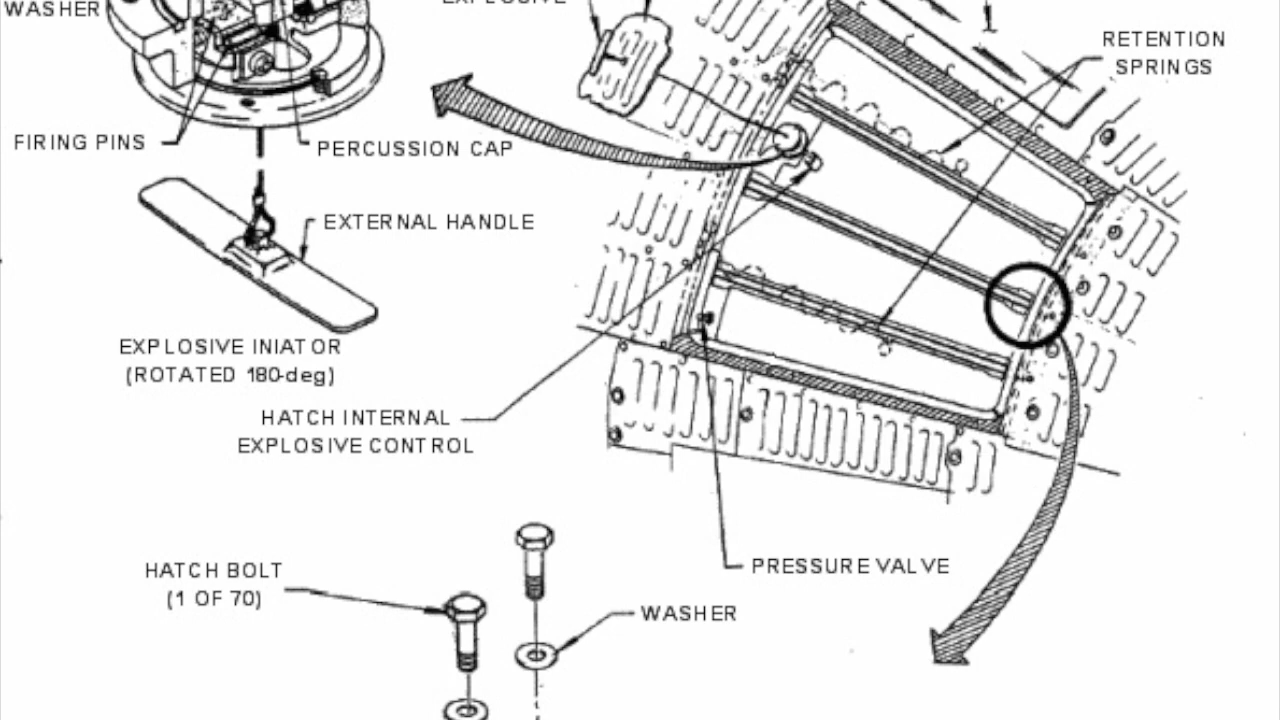 WASHER
EXPLOSIVE
RETENTION
SPRINGS
FIRING PINS
PERCUSSION CAP
EXTERNAL HANDLE
EXPLOSIVE INIATOR
(ROTATED 180-deg)
HATCH INTERNAL
EXPLOSIVE CONTROL
PRESSURE VALVE
HATCH BOLT
(1 OF 70)
WASHER